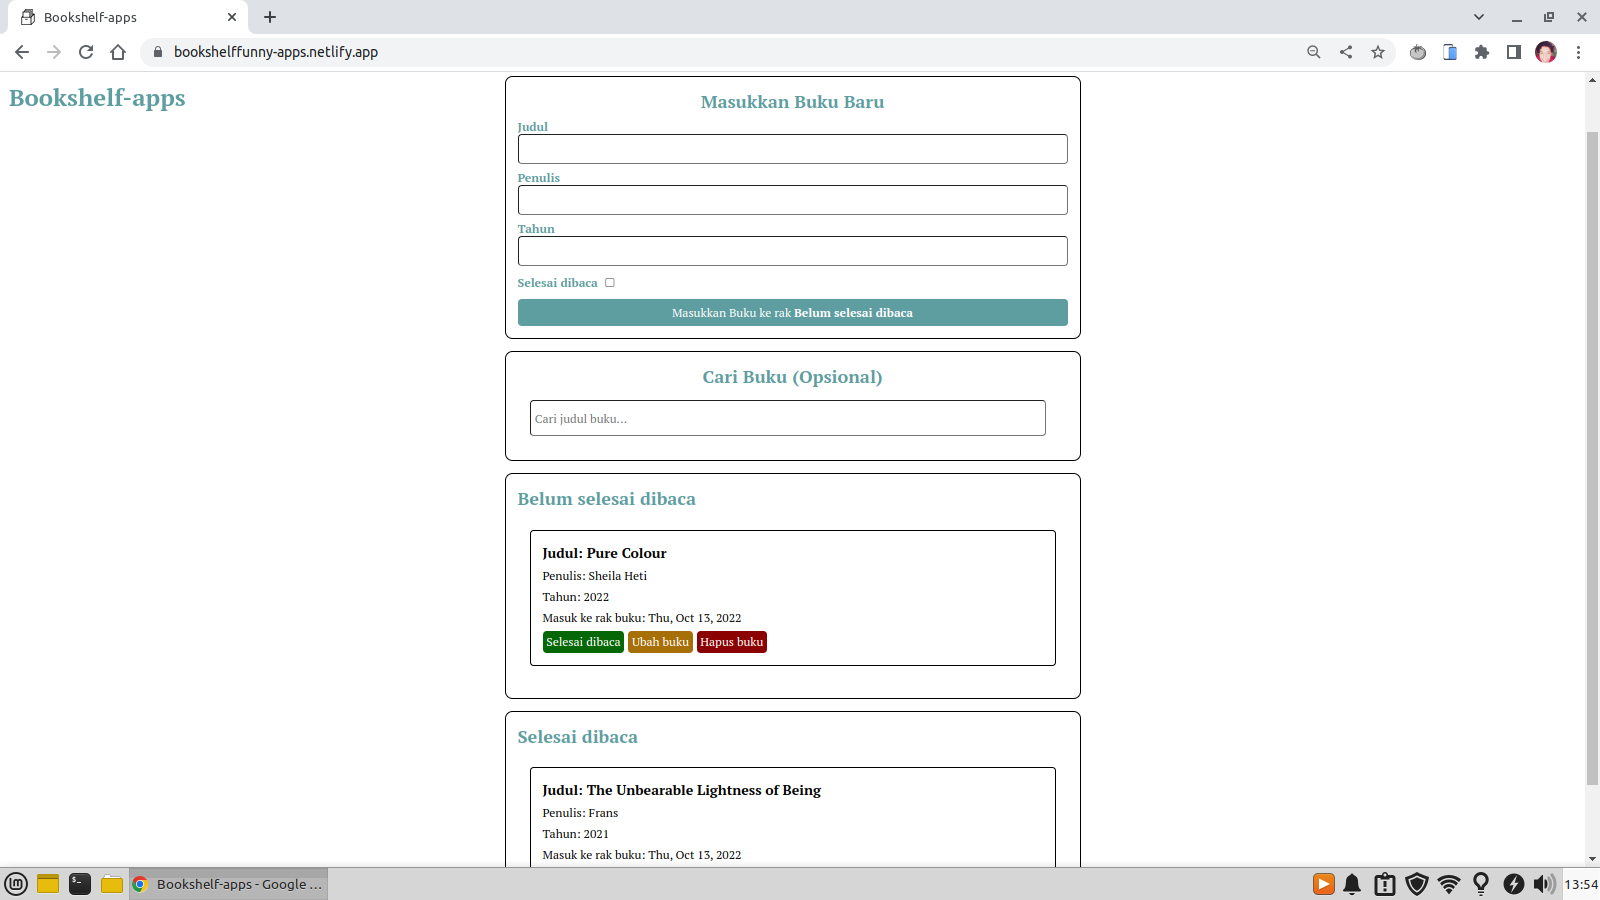 Bookshelf-apps
bookshelffunny-apps.netlify.app
Bookshelf-apps
Masukkan Buku Baru
Judul
Penulis
Tahun
Selesai dibaca
Masukkan Buku ke rak Belum selesai dibaca
Cari Buku (Opsional)
Cari judul buku...
Belum selesai dibaca
Judul: Pure Colour
Penulis: Sheila Heti
Tahun: 2022
Masuk ke rak buku: Thu, Oct 13, 2022
Selesai dibaca Ubah buku Hapus buku
Selesai dibaca
Judul: The Unbearable Lightness of Being
Penulis: Frans
Tahun: 2021
Masuk ke rak buku: Thu, Oct 13, 2022
Bookshelf-apps - Google ...
13:54